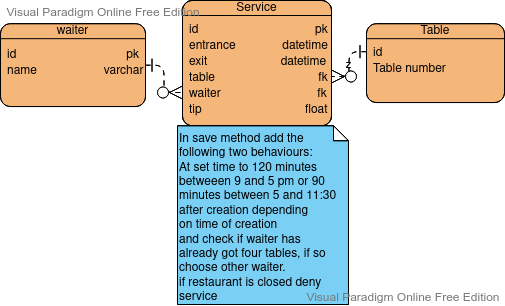 Visual Paradigm Online Free Edition
Service
waiter
Table
id pk
name varchar
id pk
entrance datetime
exit datetime
table fk
waiter fk
tip float
id
Table number
In save method add the
following two behaviours:
At set time to 120 minutes
betweeen 9 and 5 pm or 90
minutes between 5 and 11:30
after creation depending
on time of creation
and check if waiter has
already got four tables, if so
choose other waiter.
if restaurant is closed deny
service
Visual Paradigm Online Free Edition